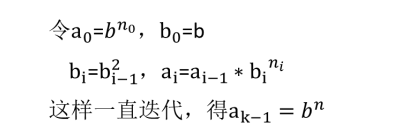 令a₀=b^{n₀}，b₀=b
b_i=b_{i-1}^2，a_i=a_{i-1}*b_i^{n_i}
这样一直迭代，得a_{k-1}=b^n